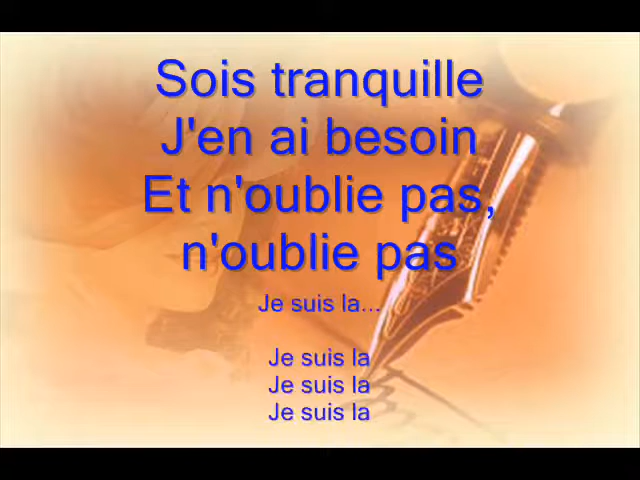 Sois tranquille
J'en ai besoin
Et n'oublie pas,
n'oublie pas
Je suis la...
Je suis la
Je suis la
Je suis la